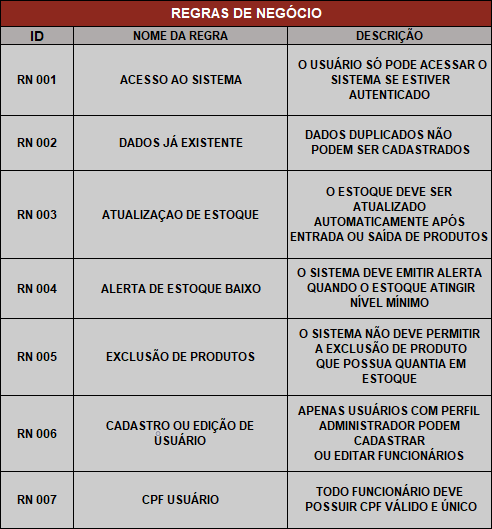 REGRAS DE NEGÓCIO
ID NOME DA REGRA DESCRIÇÃO
RN 001 ACESSO AO SISTEMA O USUÁRIO SÓ PODE ACESSAR O
SISTEMA SE ESTIVER
AUTENTICADO
RN 002 DADOS JÁ EXISTENTE DADOS DUPLICADOS NÃO
PODEM SER CADASTRADOS
RN 003 ATUALIZAÇAO DE ESTOQUE O ESTOQUE DEVE SER
ATUALIZADO
AUTOMATICAMENTE APÓS
ENTRADA OU SAÍDA DE PRODUTOS
RN 004 ALERTA DE ESTOQUE BAIXO O SISTEMA DEVE EMITIR ALERTA
QUANDO O ESTOQUE ATINGIR
NÍVEL MÍNIMO
RN 005 EXCLUSÃO DE PRODUTOS O SISTEMA NÃO DEVE PERMITIR
A EXCLUSÃO DE PRODUTO
QUE POSSUA QUANTIA EM
ESTOQUE
RN 006 CADASTRO OU EDIÇÃO DE
USUÁRIO APENAS USUÁRIOS COM PERFIL
ADMINISTRADOR PODEM
CADASTRAR
OU EDITAR FUNCIONÁRIOS
RN 007 CPF USUÁRIO TODO FUNCIONÁRIO DEVE
POSSUIR CPF VÁLIDO E ÚNICO